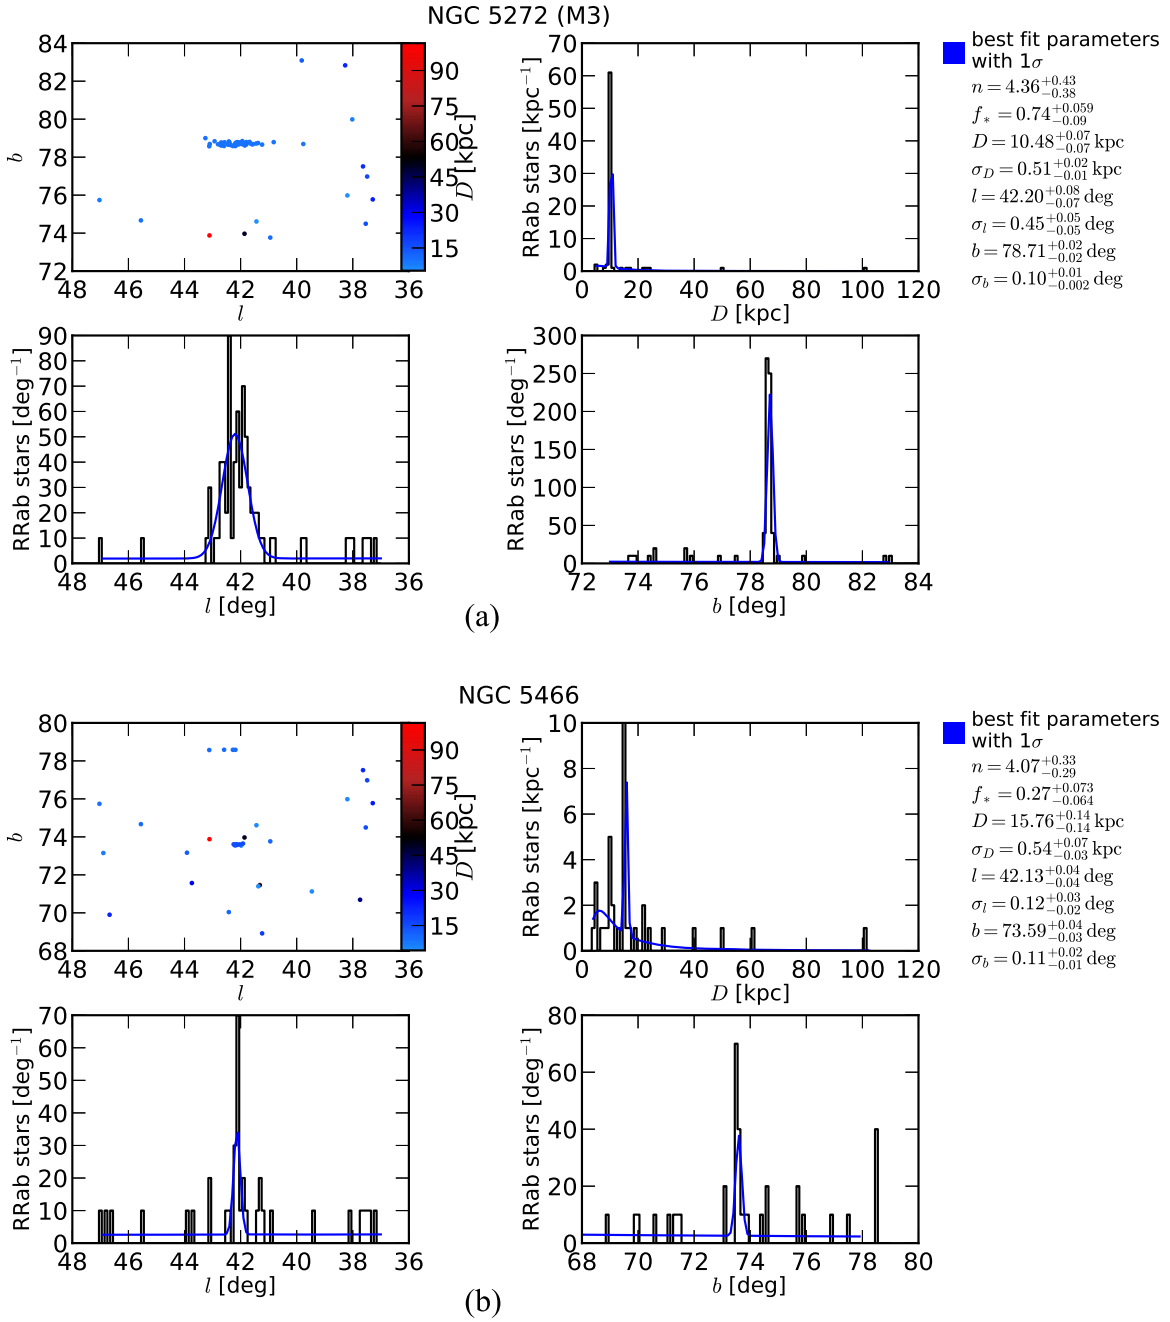 NGC 5272 (M3)
84
82
80
78
76
74
72
b
48 46 44 42 40 38 36
l
90
75
60
45
30
15
D [kpc]
70
60
50
40
30
20
10
0
RRab stars [kpc⁻¹]
0 20 40 60 80 100 120
D [kpc]
best fit parameters
with 1σ
n = 4.36 +0.43 −0.38
f* = 0.74 +0.059 −0.09
D = 10.48 +0.07 −0.07 kpc
σ_D = 0.51 +0.02 −0.01 kpc
l = 42.20 +0.08 −0.07 deg
σ_l = 0.45 +0.05 −0.05 deg
b = 78.71 +0.02 −0.02 deg
σ_b = 0.10 +0.01 −0.002 deg
90
80
70
60
50
40
30
20
10
0
RRab stars [deg⁻¹]
48 46 44 42 40 38 36
l [deg]
300
250
200
150
100
50
0
RRab stars [deg⁻¹]
72 74 76 78 80 82 84
b [deg]
(a)
NGC 5466
80
78
76
74
72
70
68
b
48 46 44 42 40 38 36
l
90
75
60
45
30
15
D [kpc]
10
8
6
4
2
0
RRab stars [kpc⁻¹]
0 20 40 60 80 100 120
D [kpc]
best fit parameters
with 1σ
n = 4.07 +0.33 −0.29
f* = 0.27 +0.073 −0.064
D = 15.76 +0.14 −0.14 kpc
σ_D = 0.54 +0.07 −0.03 kpc
l = 42.13 +0.04 −0.04 deg
σ_l = 0.12 +0.03 −0.02 deg
b = 73.59 +0.04 −0.03 deg
σ_b = 0.11 +0.02 −0.01 deg
70
60
50
40
30
20
10
0
RRab stars [deg⁻¹]
48 46 44 42 40 38 36
l [deg]
80
60
40
20
0
RRab stars [deg⁻¹]
68 70 72 74 76 78 80
b [deg]
(b)